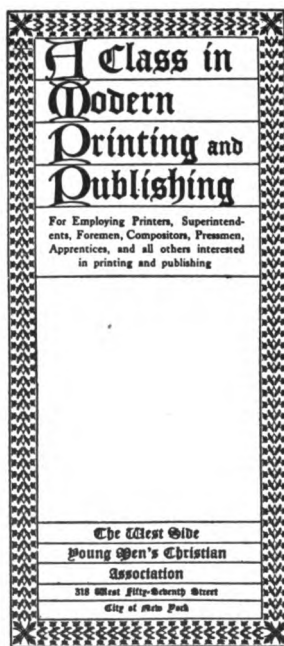 A Class in
Modern
Printing and
Publishing
For Employing Printers, Superintend-
ents, Foremen, Compositors, Pressmen,
Apprentices, and all others interested
in printing and publishing
The West Side
Young Men's Christian
Association
318 West Fifty-Seventh Street
City of New York